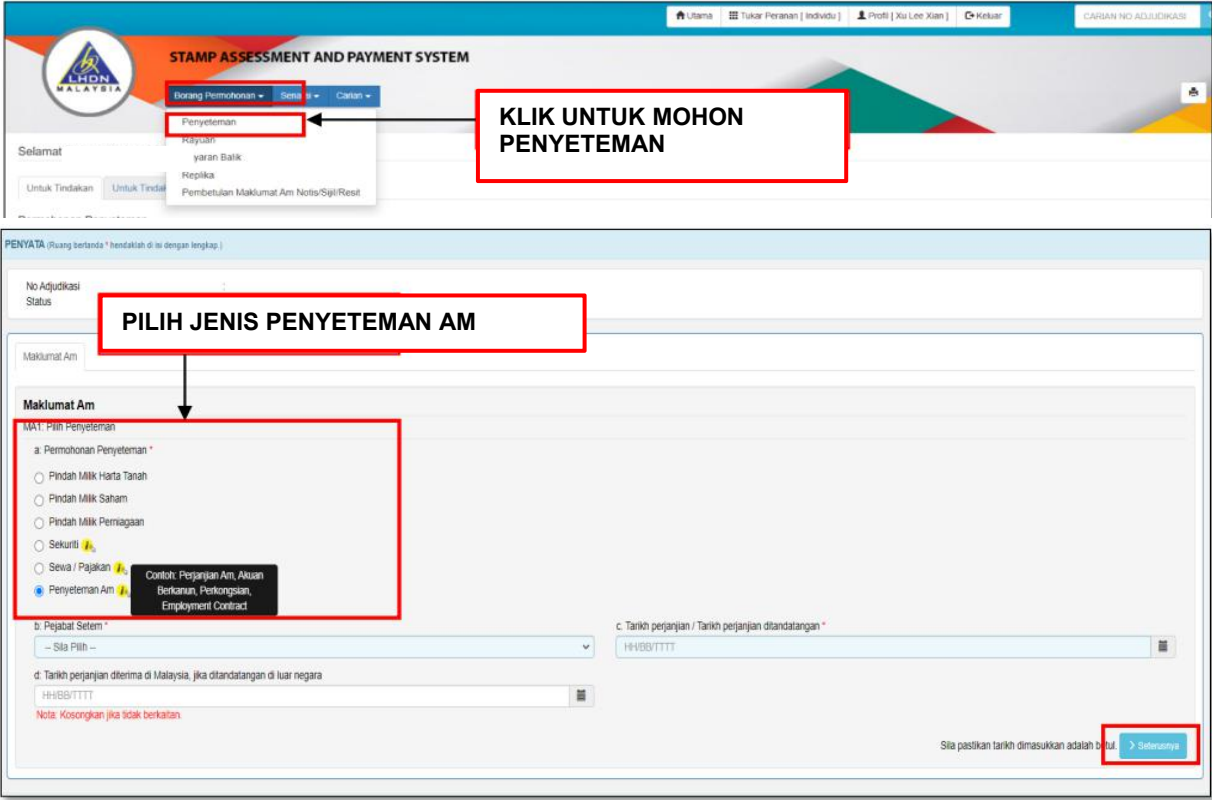 Utama Tukar Peranan [ Individu ] Profil [ Xu Lee Xian ] Keluar CARIAN NO ADJUDIKASI
LHDN
MALAYSIA
STAMP ASSESSMENT AND PAYMENT SYSTEM
Borang Permohonan Carian
KLIK UNTUK MOHON
PENYETEMAN
Penyeteman
Rayuan
yaran Balik
Replika
Pembetulan Maklumat Am Notis/Sijil/Resit
Selamat
Untuk Tindakan Untuk Tindak
PENYATA (Ruang bertanda * hendaklah di isi dengan lengkap.)
No Adjudikasi :
Status
PILIH JENIS PENYETEMAN AM
Maklumat Am
Maklumat Am
MA1: Pilih Penyeteman
a: Permohonan Penyeteman *
Pindah Milik Harta Tanah
Pindah Milik Saham
Pindah Milik Perniagaan
Sekuriti
Sewa / Pajakan
Penyeteman Am
Contoh: Perjanjian Am, Akuan
Berkanun, Perkongsian,
Employment Contract
b: Pejabat Setem *
-- Sila Pilih --
c. Tarikh perjanjian / Tarikh perjanjian ditandatangan *
HH/BB/TTTT
d: Tarikh perjanjian diterima di Malaysia, jika ditandatangan di luar negara
HH/BB/TTTT
Nota: Kosongkan jika tidak berkaitan.
Sila pastikan tarikh dimasukkan adalah betul. Seterusnya